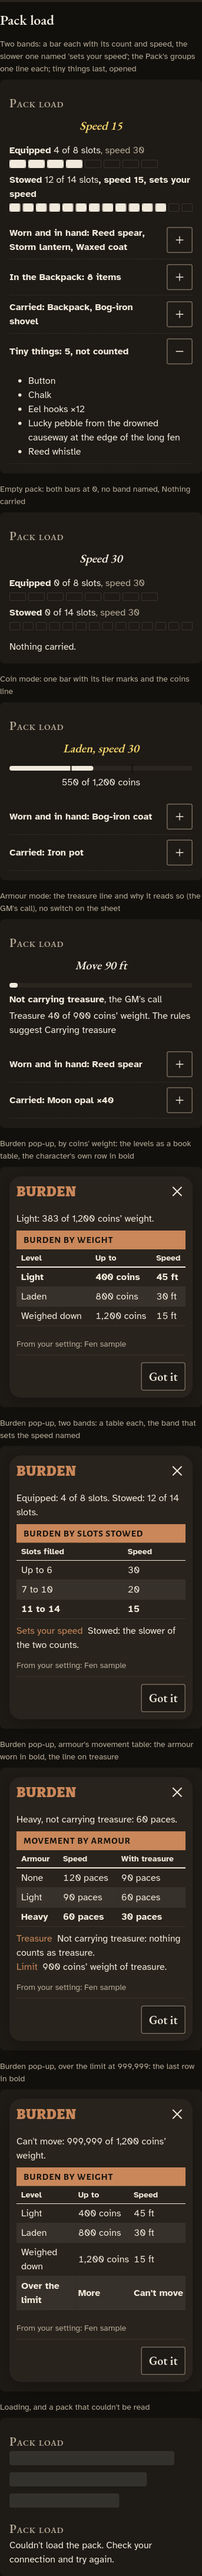 Pack load
Two bands: a bar each with its count and speed, the
slower one named 'sets your speed'; the Pack's groups
one line each; tiny things last, opened
Pack load
Speed 15
Equipped 4 of 8 slots, speed 30
Stowed 12 of 14 slots, speed 15, sets your
speed
Worn and in hand: Reed spear,
Storm lantern, Waxed coat
+
In the Backpack: 8 items
+
Carried: Backpack, Bog-iron
shovel
+
Tiny things: 5, not counted
−
• Button
• Chalk
• Eel hooks ×12
• Lucky pebble from the drowned
causeway at the edge of the long fen
• Reed whistle
Empty pack: both bars at 0, no band named, Nothing
carried
Pack load
Speed 30
Equipped 0 of 8 slots, speed 30
Stowed 0 of 14 slots, speed 30
Nothing carried.
Coin mode: one bar with its tier marks and the coins
line
Pack load
Laden, speed 30
550 of 1,200 coins
Worn and in hand: Bog-iron coat
+
Carried: Iron pot
+
Armour mode: the treasure line and why it reads so (the
GM's call), no switch on the sheet
Pack load
Move 90 ft
Not carrying treasure, the GM's call
Treasure 40 of 900 coins' weight. The rules
suggest Carrying treasure
Worn and in hand: Reed spear
+
Carried: Moon opal ×40
+
Burden pop-up, by coins' weight: the levels as a book
table, the character's own row in bold
BURDEN
Light: 383 of 1,200 coins' weight.
BURDEN BY WEIGHT
Level Up to Speed
Light 400 coins 45 ft
Laden 800 coins 30 ft
Weighed down 1,200 coins 15 ft
From your setting: Fen sample
Got it
Burden pop-up, two bands: a table each, the band that
sets the speed named
BURDEN
Equipped: 4 of 8 slots. Stowed: 12 of 14
slots.
BURDEN BY SLOTS STOWED
Slots filled Speed
Up to 6 30
7 to 10 20
11 to 14 15
Sets your speed Stowed: the slower of
the two counts.
From your setting: Fen sample
Got it
Burden pop-up, armour's movement table: the armour
worn in bold, the line on treasure
BURDEN
Heavy, not carrying treasure: 60 paces.
MOVEMENT BY ARMOUR
Armour Speed With treasure
None 120 paces 90 paces
Light 90 paces 60 paces
Heavy 60 paces 30 paces
Treasure Not carrying treasure: nothing
counts as treasure.
Limit 900 coins' weight of treasure.
From your setting: Fen sample
Got it
Burden pop-up, over the limit at 999,999: the last row
in bold
BURDEN
Can't move: 999,999 of 1,200 coins'
weight.
BURDEN BY WEIGHT
Level Up to Speed
Light 400 coins 45 ft
Laden 800 coins 30 ft
Weighed
down 1,200 coins 15 ft
Over the
limit More Can't move
From your setting: Fen sample
Got it
Loading, and a pack that couldn't be read
Pack load
Pack load
Couldn't load the pack. Check your
connection and try again.